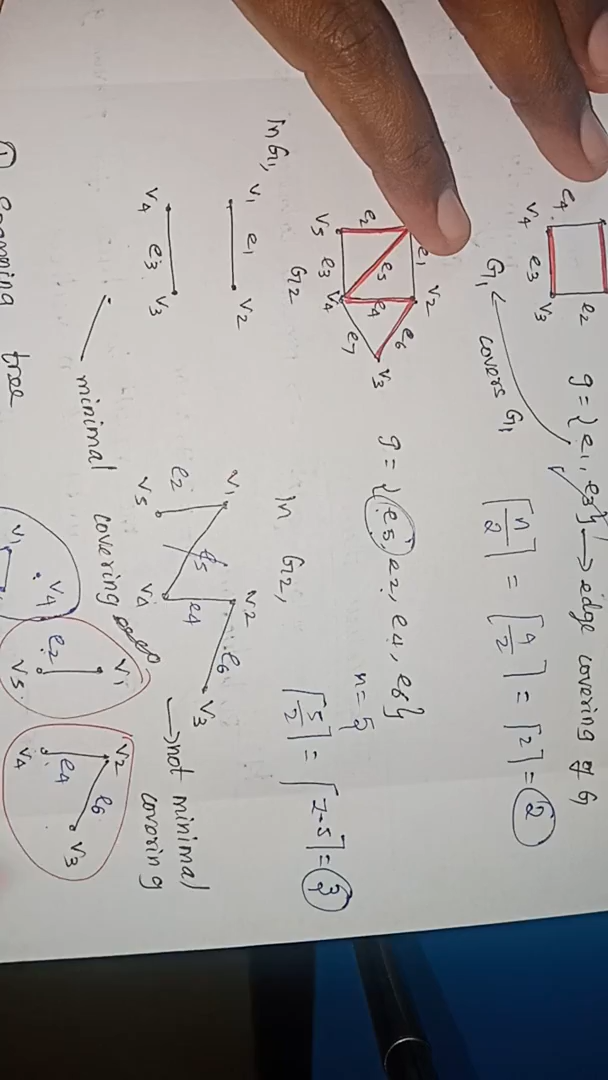 g = {e1, e3} → edge covering of G
e4
e2
v4 e3 v3
G1 ← covers G1
⌈n/2⌉ = ⌈4/2⌉ = ⌈2⌉ = 2
e1
v2
e2 e5 e4 e6
v5 e3 v4 e7 v3
G2
g = {e5, e2, e4, e6}
n = 5
⌈5/2⌉ = ⌈2.5⌉ = 3
In G1,
v1 e1 v2
v4 e3 v3
In G2,
v1 v2
e2 e5 e4 e6
v5 v4 v3
→ not minimal covering
minimal covering
v1
v4
v1
e2
v5
v2
e4 e6
v4 v3
① Spanning tree